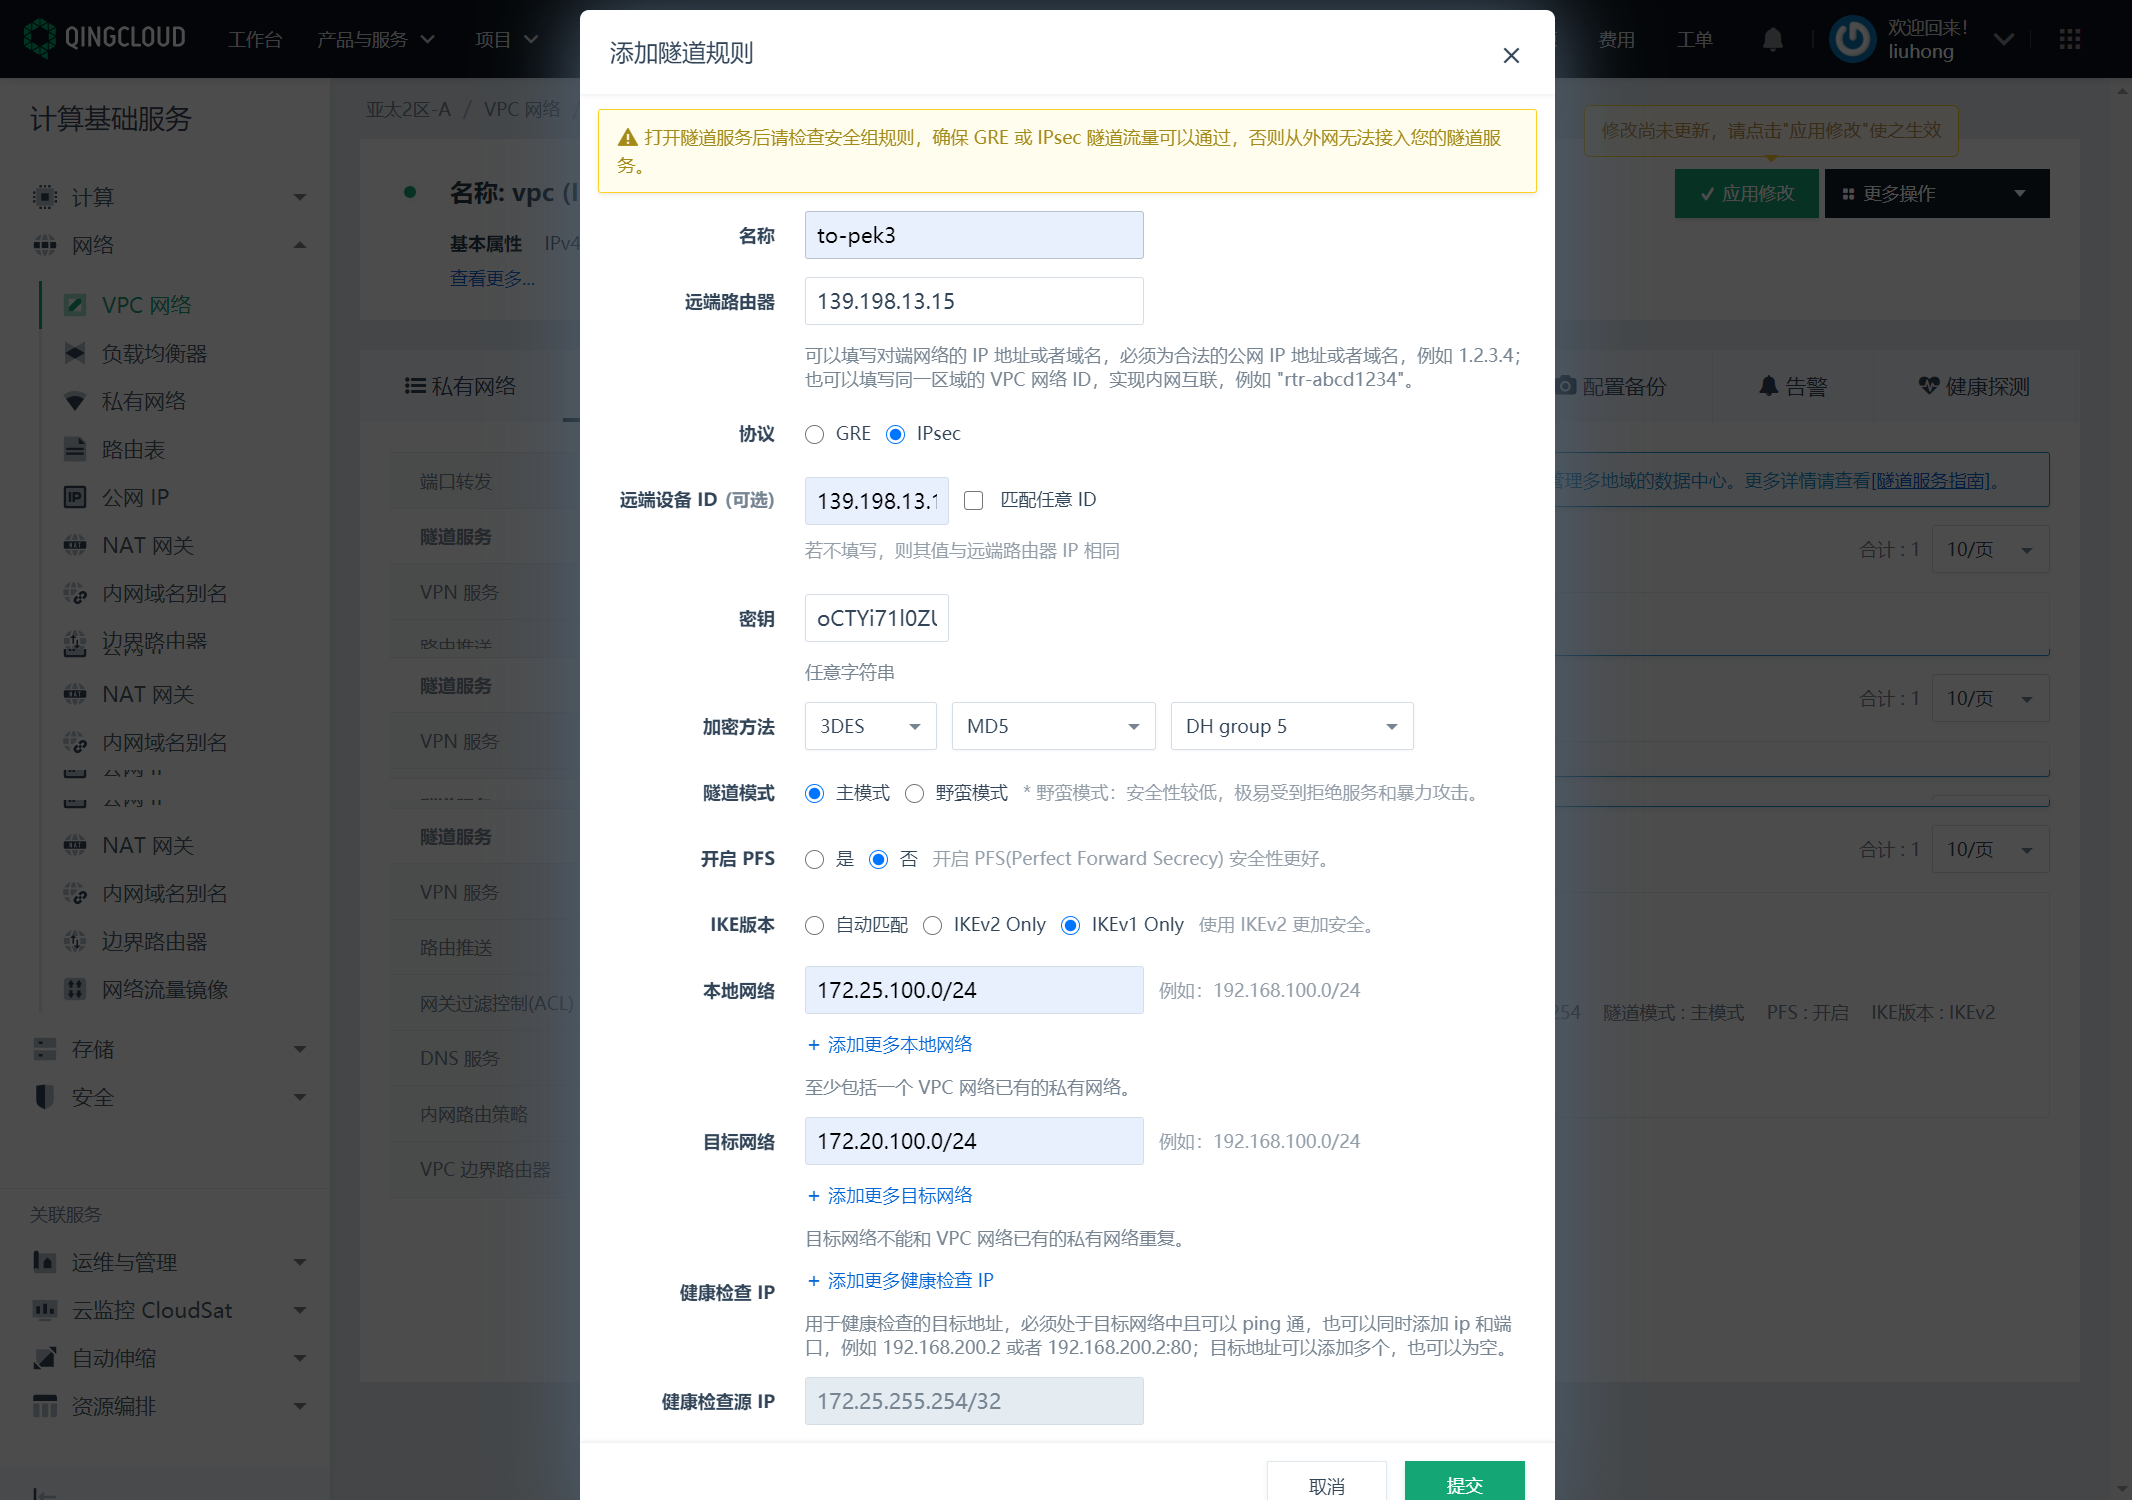 QINGCLOUD
工作台
产品与服务
项目
费用
工单
欢迎回来！
liuhong
计算基础服务
计算
网络
VPC 网络
负载均衡器
私有网络
路由表
公网 IP
NAT 网关
内网域名别名
边界路由器
NAT 网关
内网域名别名
NAT 网关
内网域名别名
边界路由器
网络流量镜像
存储
安全
关联服务
运维与管理
云监控 CloudSat
自动伸缩
资源编排
亚太2区-A / VPC 网络 /
名称: vpc (
基本属性 IPv4
查看更多...
修改尚未更新，请点击"应用修改"使之生效
应用修改
更多操作
私有网络
配置备份
告警
健康探测
端口转发
隧道服务
VPN 服务
路由推送
隧道服务
VPN 服务
隧道服务
VPN 服务
路由推送
网关过滤控制(ACL)
DNS 服务
内网路由策略
VPC 边界路由器
管理多地域的数据中心。更多详情请查看[隧道服务指南]。
合计 : 1 10/页
合计 : 1 10/页
合计 : 1 10/页
254 隧道模式 : 主模式 PFS : 开启 IKE版本 : IKEv2
添加隧道规则
打开隧道服务后请检查安全组规则，确保 GRE 或 IPsec 隧道流量可以通过，否则从外网无法接入您的隧道服
务。
名称 to-pek3
远端路由器 139.198.13.15
可以填写对端网络的 IP 地址或者域名，必须为合法的公网 IP 地址或者域名，例如 1.2.3.4；
也可以填写同一区域的 VPC 网络 ID，实现内网互联，例如 "rtr-abcd1234"。
协议 GRE IPsec
远端设备 ID (可选) 139.198.13.1 匹配任意 ID
若不填写，则其值与远端路由器 IP 相同
密钥 oCTYi71l0ZU
任意字符串
加密方法 3DES MD5 DH group 5
隧道模式 主模式 野蛮模式 * 野蛮模式：安全性较低，极易受到拒绝服务和暴力攻击。
开启 PFS 是 否 开启 PFS(Perfect Forward Secrecy) 安全性更好。
IKE版本 自动匹配 IKEv2 Only IKEv1 Only 使用 IKEv2 更加安全。
本地网络 172.25.100.0/24 例如：192.168.100.0/24
+ 添加更多本地网络
至少包括一个 VPC 网络已有的私有网络。
目标网络 172.20.100.0/24 例如：192.168.100.0/24
+ 添加更多目标网络
目标网络不能和 VPC 网络已有的私有网络重复。
健康检查 IP + 添加更多健康检查 IP
用于健康检查的目标地址，必须处于目标网络中且可以 ping 通，也可以同时添加 ip 和端
口，例如 192.168.200.2 或者 192.168.200.2:80；目标地址可以添加多个，也可以为空。
健康检查源 IP 172.25.255.254/32
取消
提交